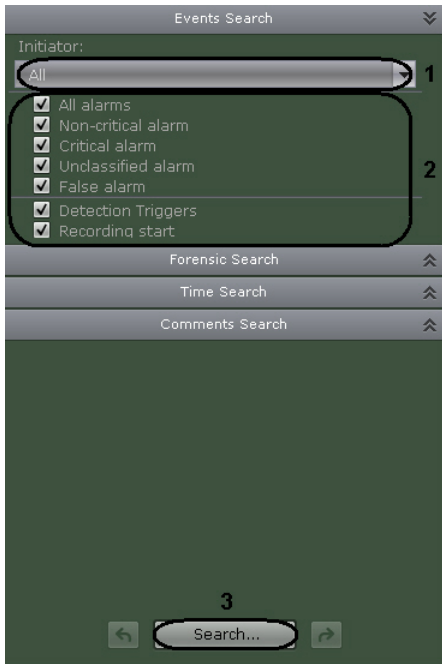 Events Search
Initiator:
All
1
All alarms
Non-critical alarm
Critical alarm
Unclassified alarm
False alarm
2
Detection Triggers
Recording start
Forensic Search
Time Search
Comments Search
3
Search...